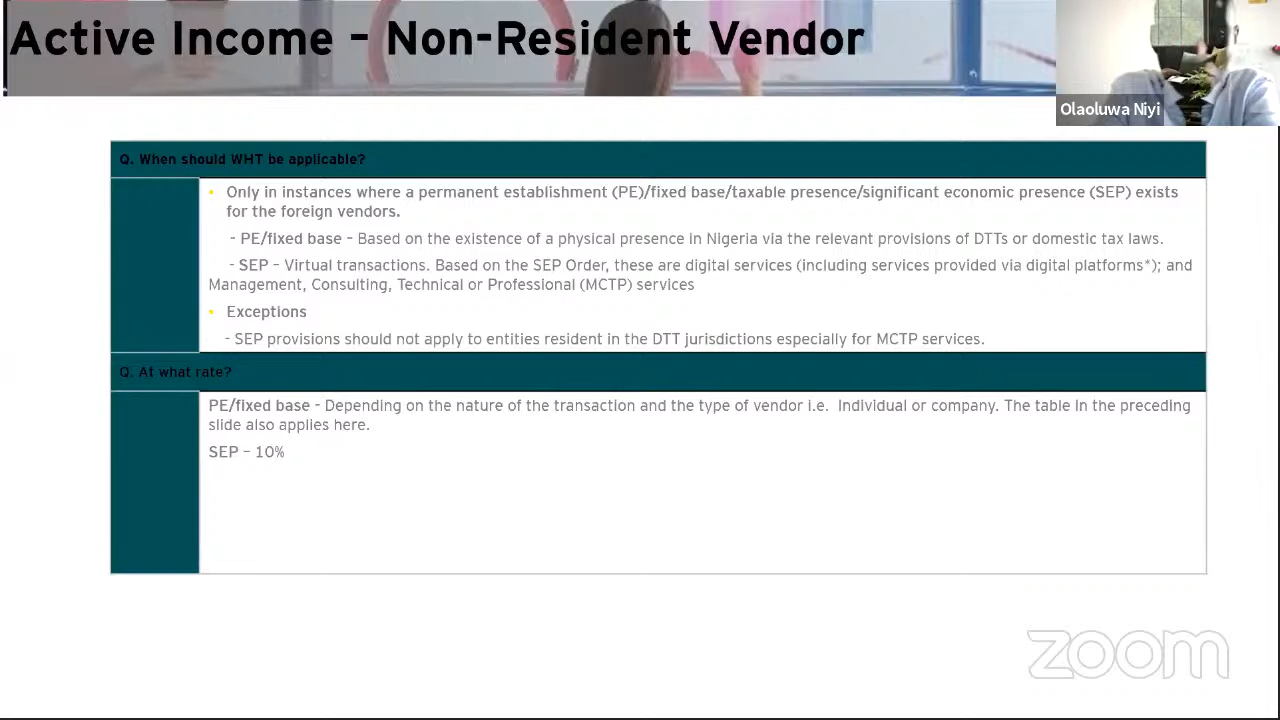 Active Income – Non-Resident Vendor
Olaoluwa Niyi
Q. When should WHT be applicable?
• Only in instances where a permanent establishment (PE)/fixed base/taxable presence/significant economic presence (SEP) exists
for the foreign vendors.
- PE/fixed base – Based on the existence of a physical presence in Nigeria via the relevant provisions of DTTs or domestic tax laws.
- SEP – Virtual transactions. Based on the SEP Order, these are digital services (including services provided via digital platforms*); and
Management, Consulting, Technical or Professional (MCTP) services
• Exceptions
- SEP provisions should not apply to entities resident in the DTT jurisdictions especially for MCTP services.
Q. At what rate?
PE/fixed base - Depending on the nature of the transaction and the type of vendor i.e. Individual or company. The table in the preceding
slide also applies here.
SEP – 10%
zoom